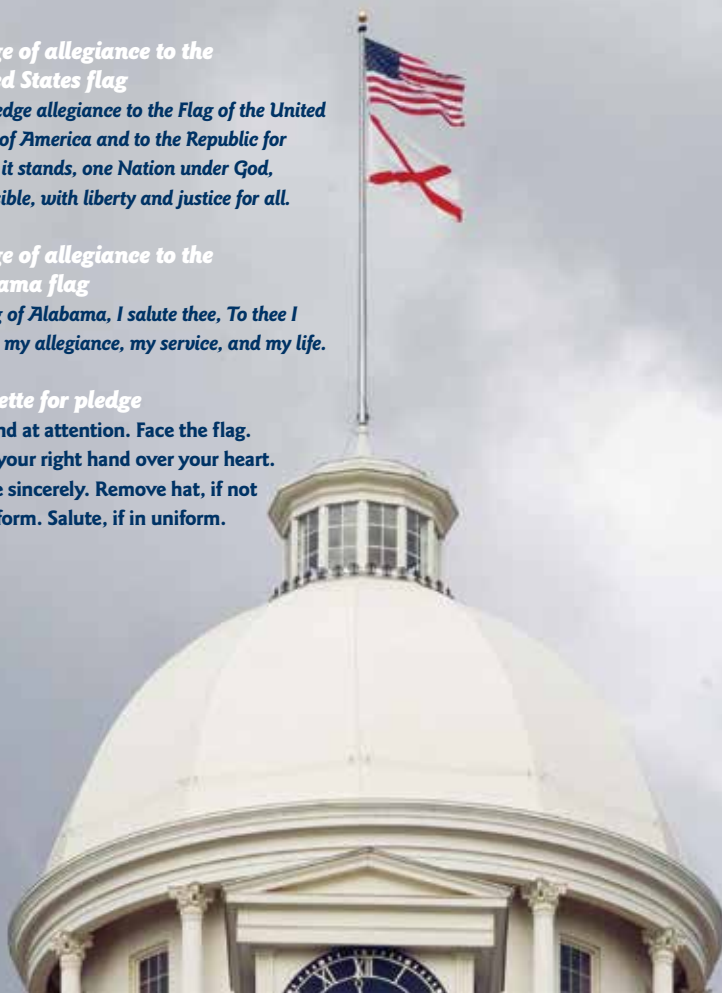 ge of allegiance to the
ed States flag
edge allegiance to the Flag of the United
of America and to the Republic for
it stands, one Nation under God,
ible, with liberty and justice for all.
ge of allegiance to the
ama flag
g of Alabama, I salute thee, To thee I
my allegiance, my service, and my life.
ette for pledge
nd at attention. Face the flag.
your right hand over your heart.
e sincerely. Remove hat, if not
form. Salute, if in uniform.
XII